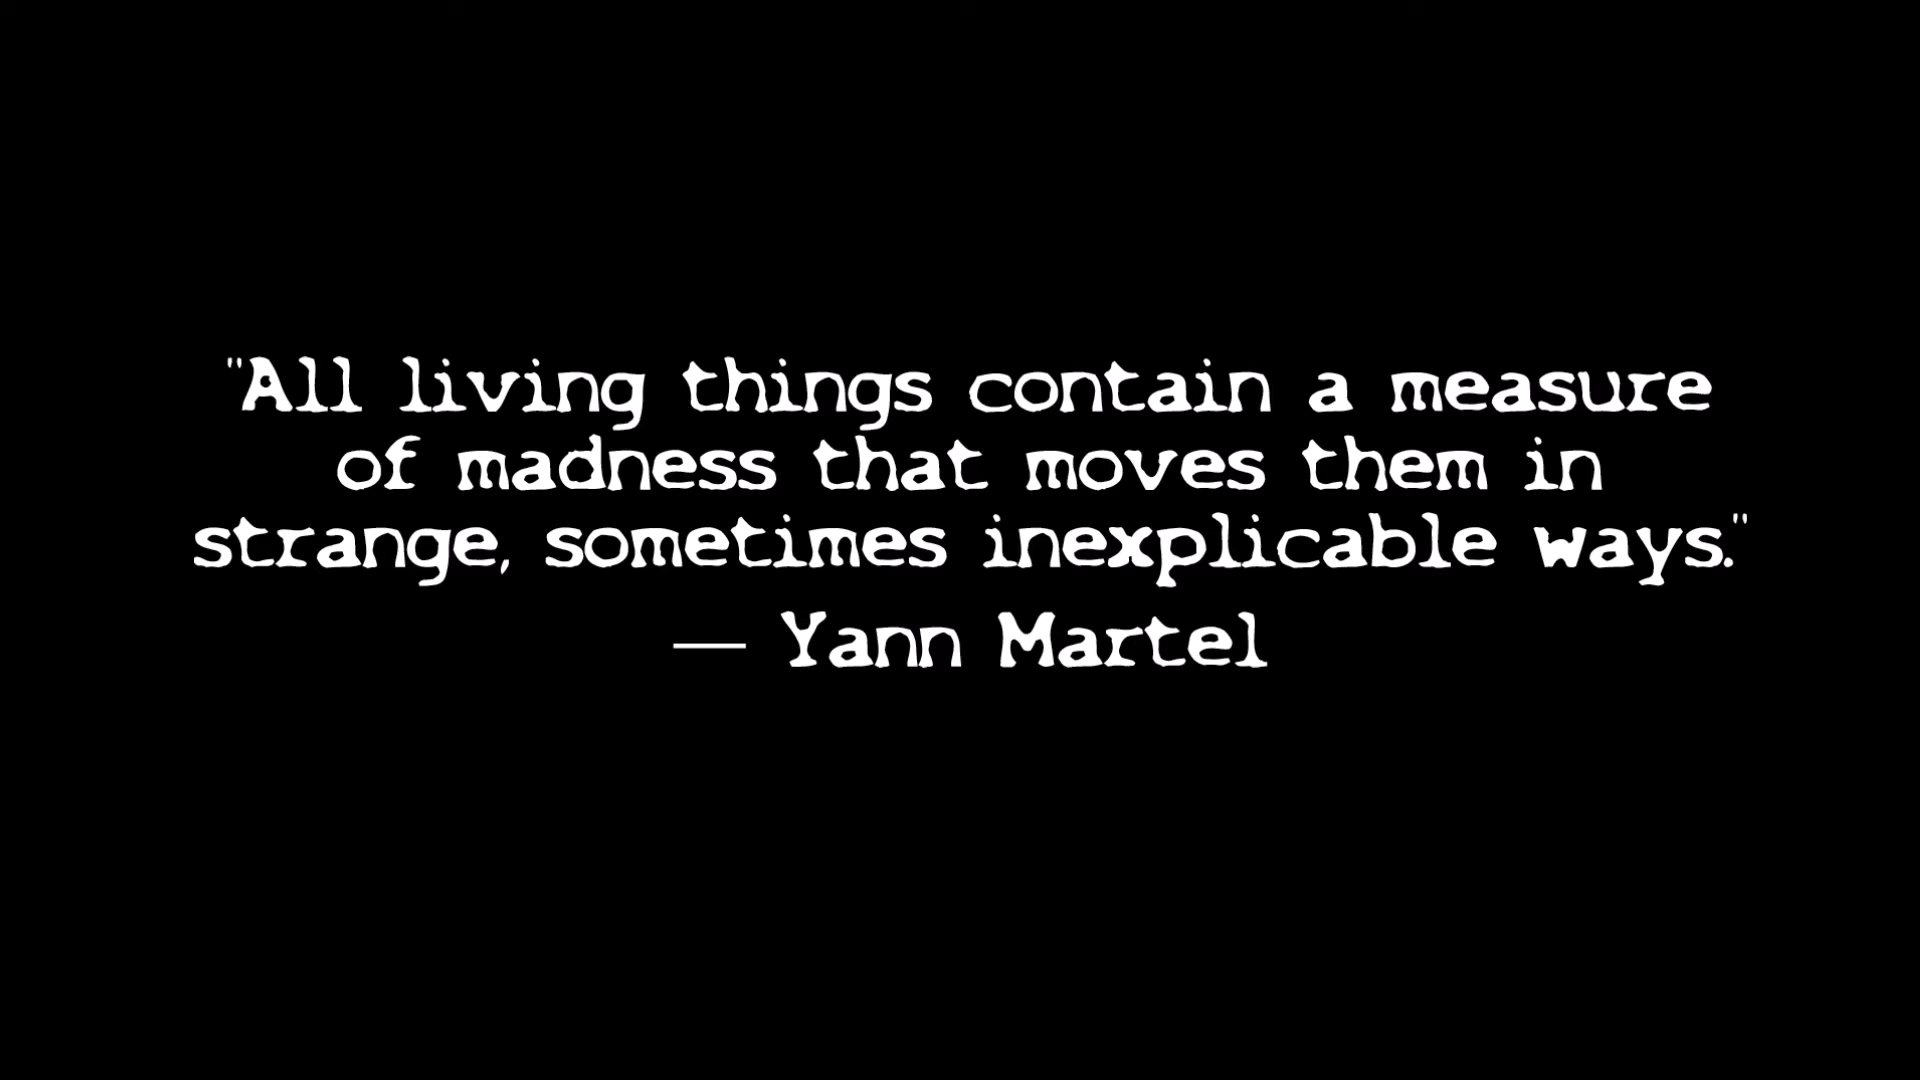 "All living things contain a measure
of madness that moves them in
strange, sometimes inexplicable ways."
— Yann Martel